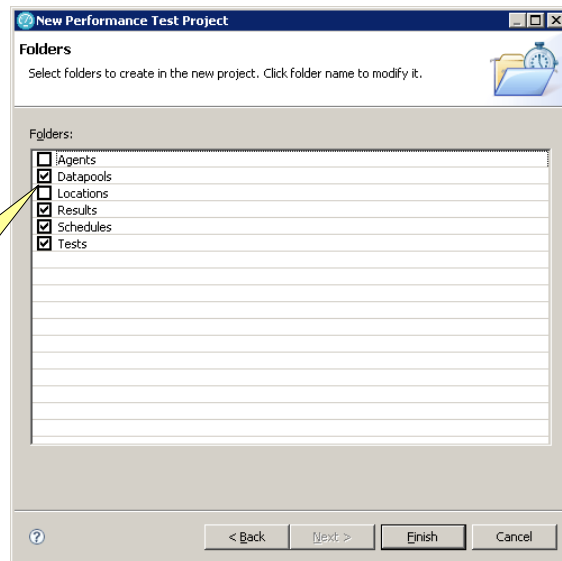 New Performance Test Project
Folders
Select folders to create in the new project. Click folder name to modify it.
Folders:
Agents
Datapools
Locations
Results
Schedules
Tests
? < Back Next > Finish Cancel